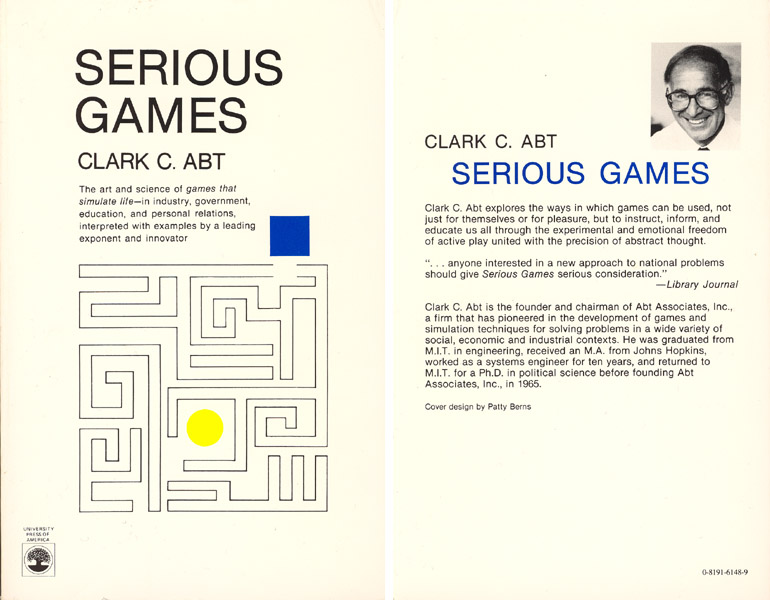 SERIOUS
GAMES
CLARK C. ABT
The art and science of games that
simulate life—in industry, government,
education, and personal relations,
interpreted with examples by a leading
exponent and innovator
UNIVERSITY
PRESS OF
AMERICA
CLARK C. ABT
SERIOUS GAMES
Clark C. Abt explores the ways in which games can be used, not
just for themselves or for pleasure, but to instruct, inform, and
educate us all through the experimental and emotional freedom
of active play united with the precision of abstract thought.
“. . . anyone interested in a new approach to national problems
should give Serious Games serious consideration.”
—Library Journal
Clark C. Abt is the founder and chairman of Abt Associates, Inc.,
a firm that has pioneered in the development of games and
simulation techniques for solving problems in a wide variety of
social, economic and industrial contexts. He was graduated from
M.I.T. in engineering, received an M.A. from Johns Hopkins,
worked as a systems engineer for ten years, and returned to
M.I.T. for a Ph.D. in political science before founding Abt
Associates, Inc., in 1965.
Cover design by Patty Berns
0-8191-6148-9